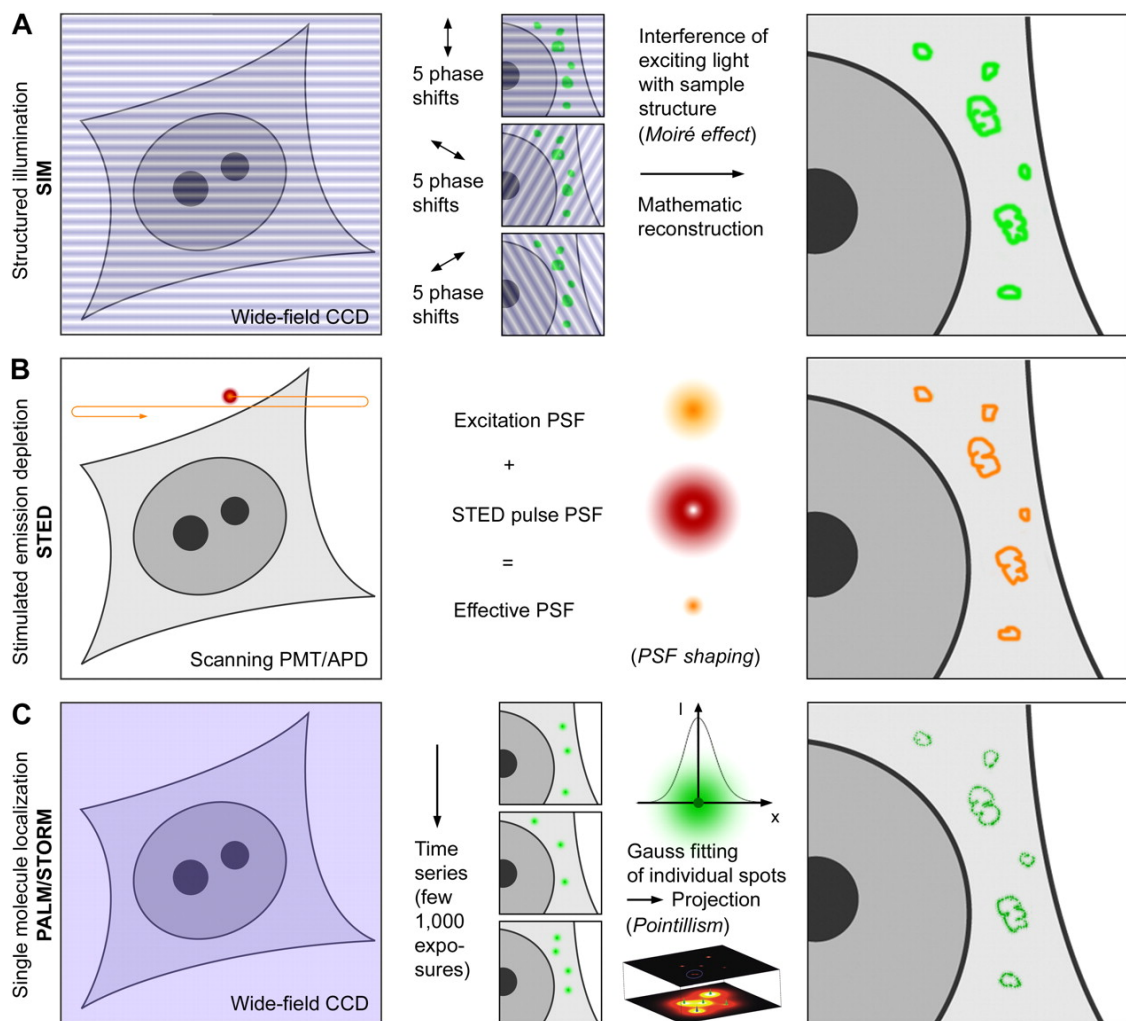 A
Structured illumination
SIM
Wide-field CCD
5 phase
shifts
5 phase
shifts
5 phase
shifts
Interference of
exciting light
with sample
structure
(Moiré effect)
Mathematic
reconstruction
B
Stimulated emission depletion
STED
Scanning PMT/APD
Excitation PSF
+
STED pulse PSF
=
Effective PSF
(PSF shaping)
C
Single molecule localization
PALM/STORM
Wide-field CCD
Time
series
(few
1,000
expo-
sures)
I
x
Gauss fitting
of individual spots
Projection
(Pointillism)